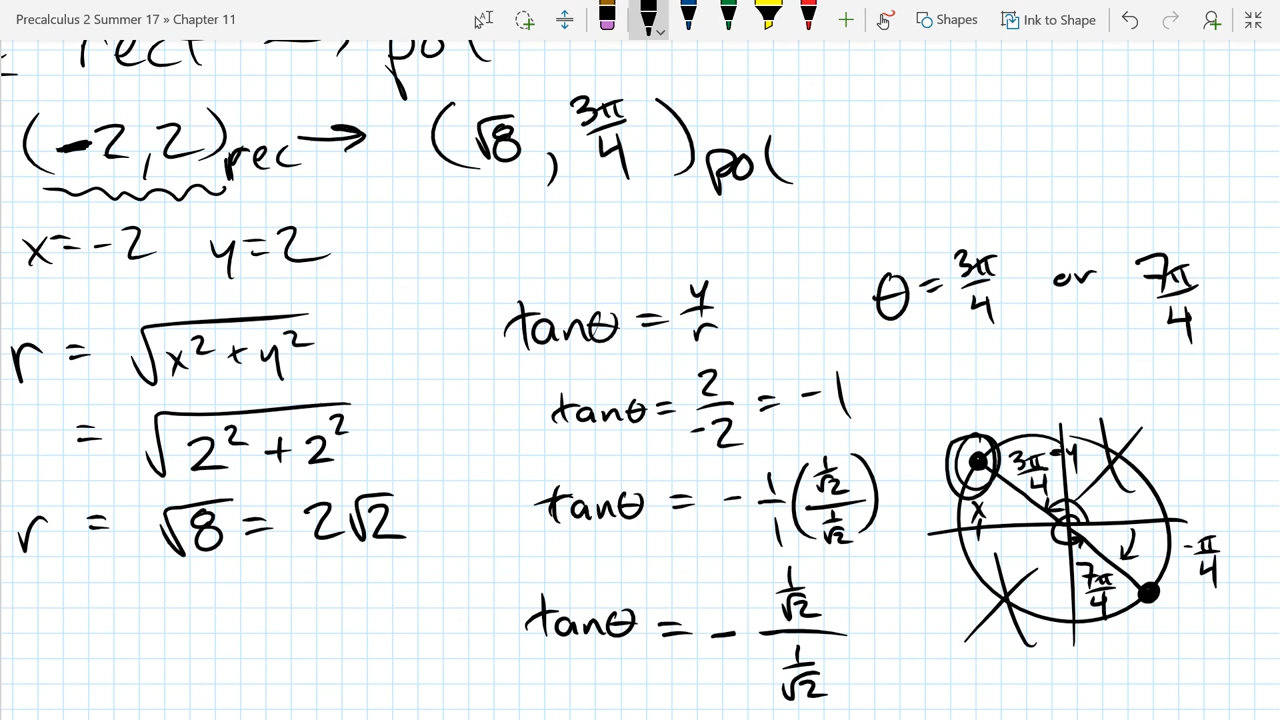 Precalculus 2 Summer 17 » Chapter 11
Shapes
Ink to Shape
rect → pol
(-2, 2)rec → (√8, 3π/4)pol
x = -2 y = 2
r = √(x² + y²)
= √(2² + 2²)
r = √8 = 2√2
tanθ = y/r
tanθ = 2/-2 = -1
tanθ = - 1/1 ((1/√2)/(1/√2))
tanθ = - (1/√2)/(1/√2)
θ = 3π/4 or 7π/4
3π/4
y
x
7π/4
-π/4